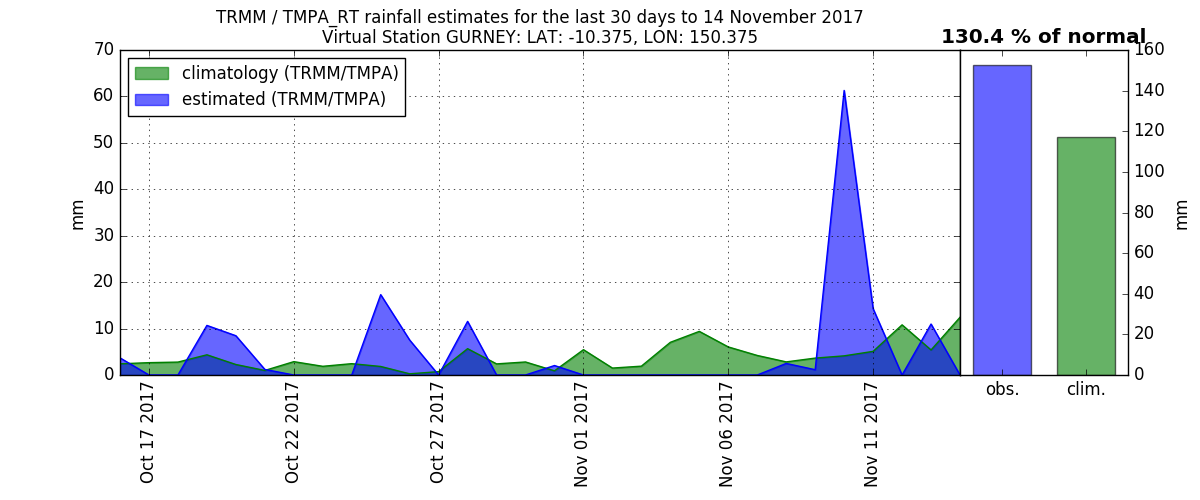 TRMM / TMPA_RT rainfall estimates for the last 30 days to 14 November 2017
Virtual Station GURNEY: LAT: -10.375, LON: 150.375
130.4 % of normal
climatology (TRMM/TMPA)
estimated (TRMM/TMPA)
mm
70
60
50
40
30
20
10
0
Oct 17 2017
Oct 22 2017
Oct 27 2017
Nov 01 2017
Nov 06 2017
Nov 11 2017
160
140
120
100
80
60
40
20
0
mm
obs.
clim.